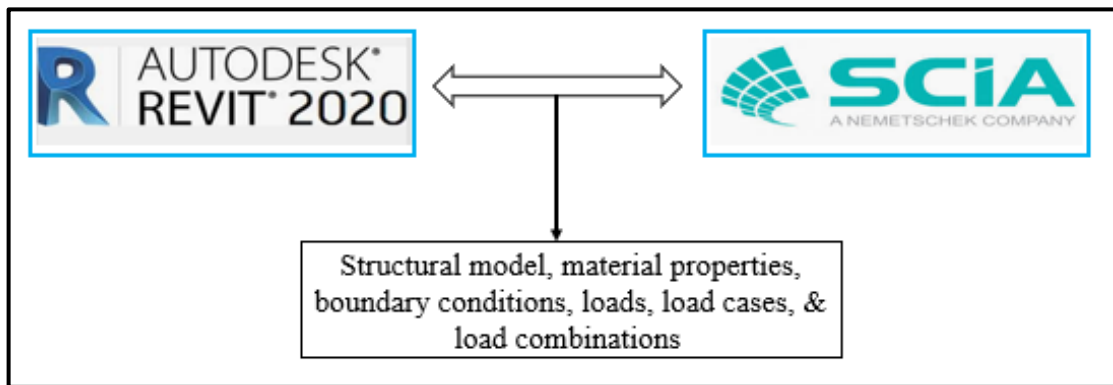 R AUTODESK®
REVIT® 2020
SCiA
A NEMETSCHEK COMPANY
Structural model, material properties,
boundary conditions, loads, load cases, &
load combinations